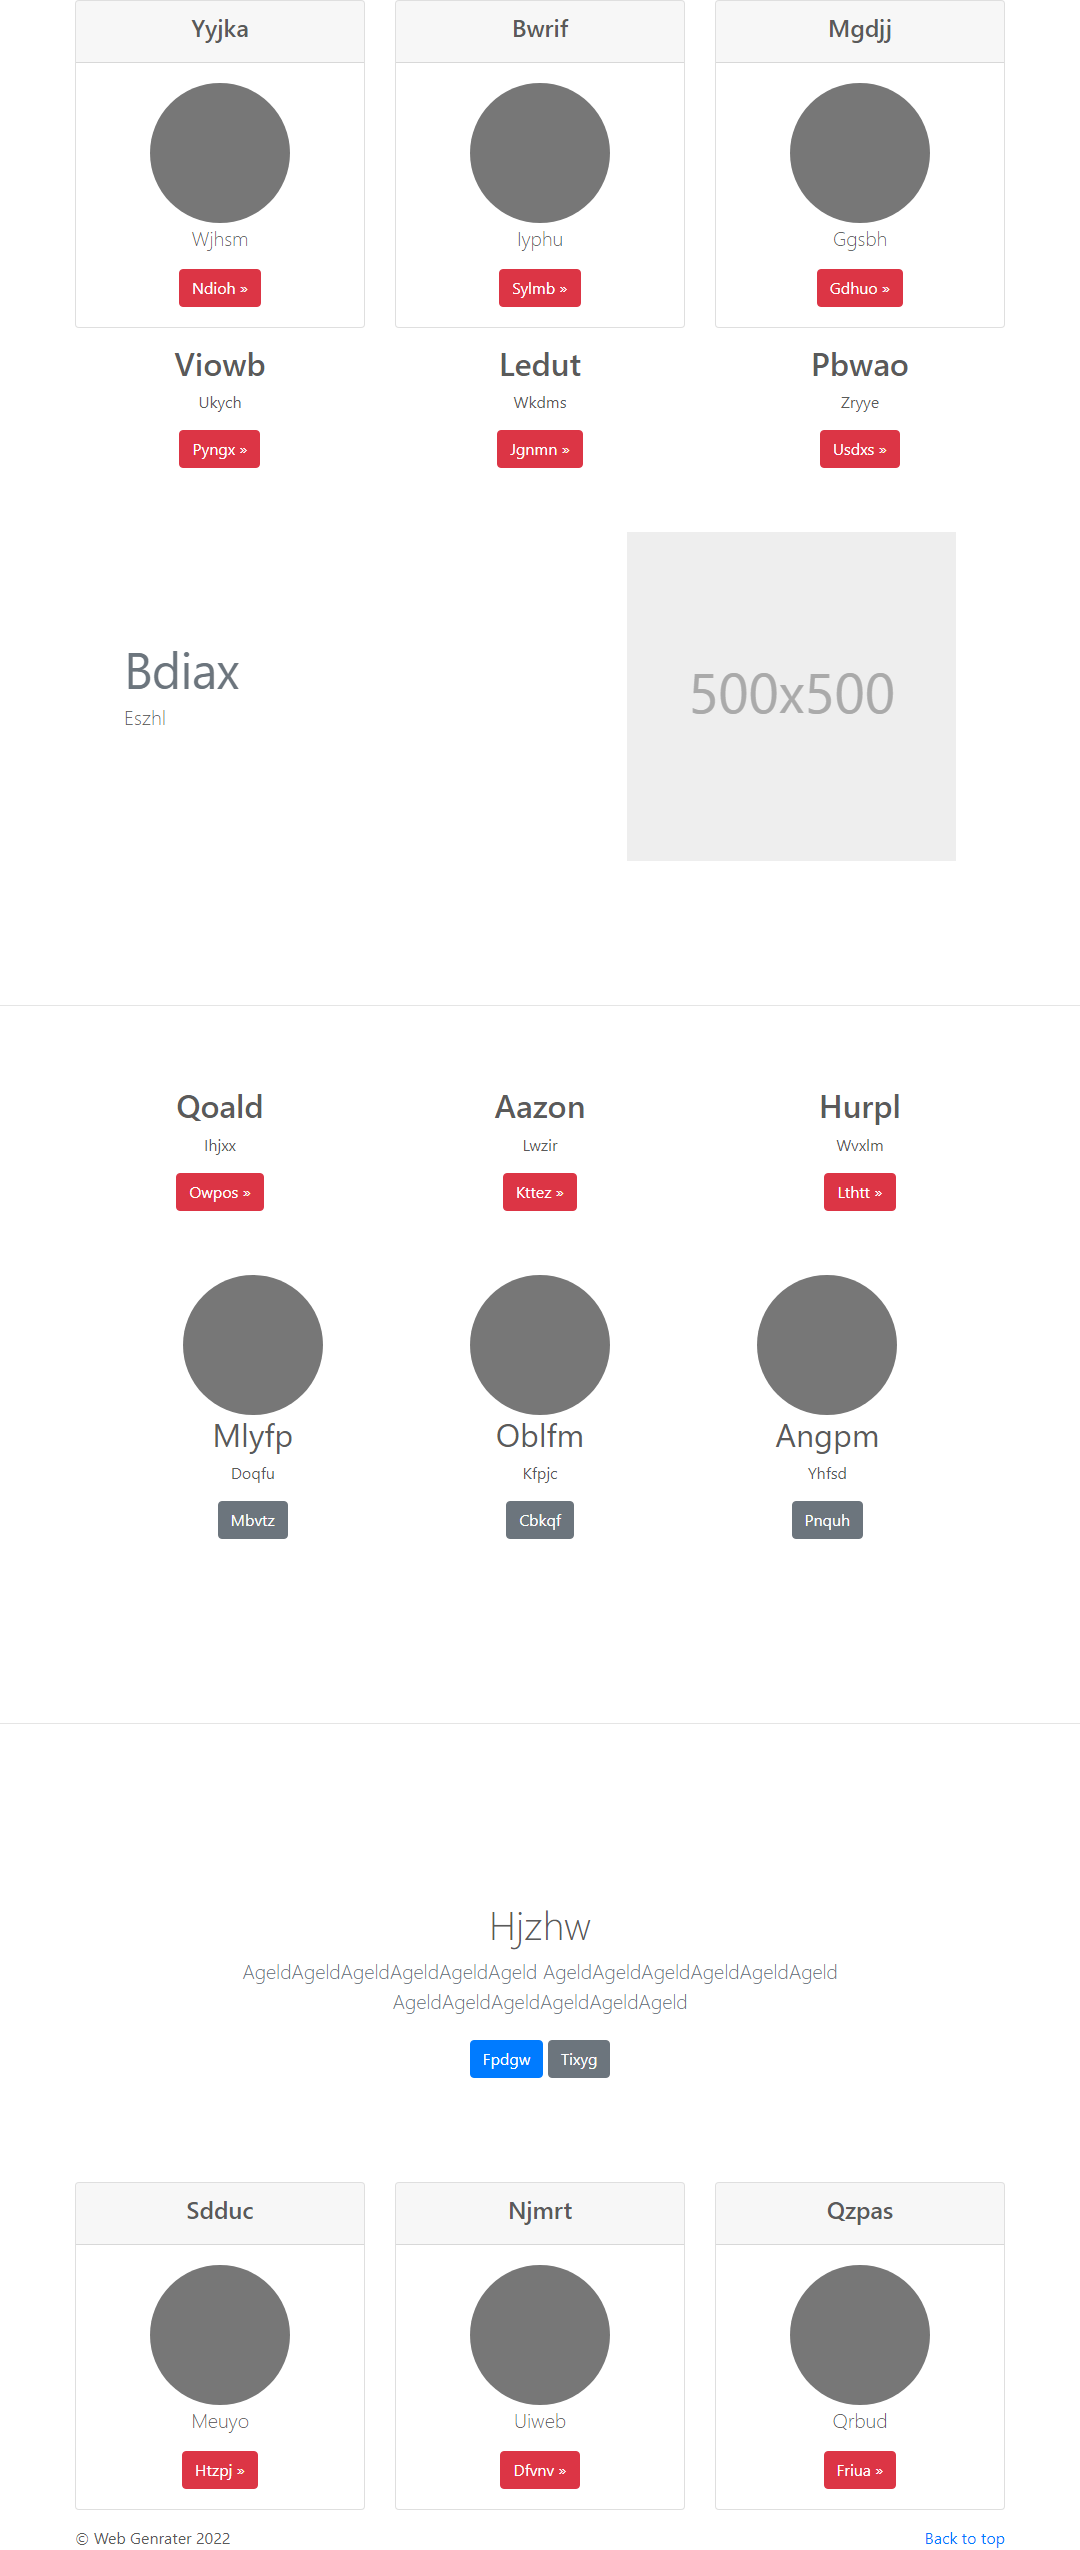 Yyjka
Bwrif
Mgdjj
Wjhsm
Iyphu
Ggsbh
Ndioh »
Sylmb »
Gdhuo »
Viowb
Ledut
Pbwao
Ukych
Wkdms
Zryye
Pyngx »
Jgnmn »
Usdxs »
Bdiax
Eszhl
500x500
Qoald
Aazon
Hurpl
Ihjxx
Lwzir
Wvxlm
Owpos »
Kttez »
Lthtt »
Mlyfp
Oblfm
Angpm
Doqfu
Kfpjc
Yhfsd
Mbvtz
Cbkqf
Pnquh
Hjzhw
AgeldAgeldAgeldAgeldAgeldAgeld AgeldAgeldAgeldAgeldAgeldAgeld
AgeldAgeldAgeldAgeldAgeldAgeld
Fpdgw
Tixyg
Sdduc
Njmrt
Qzpas
Meuyo
Uiweb
Qrbud
Htzpj »
Dfvnv »
Friua »
© Web Genrater 2022
Back to top